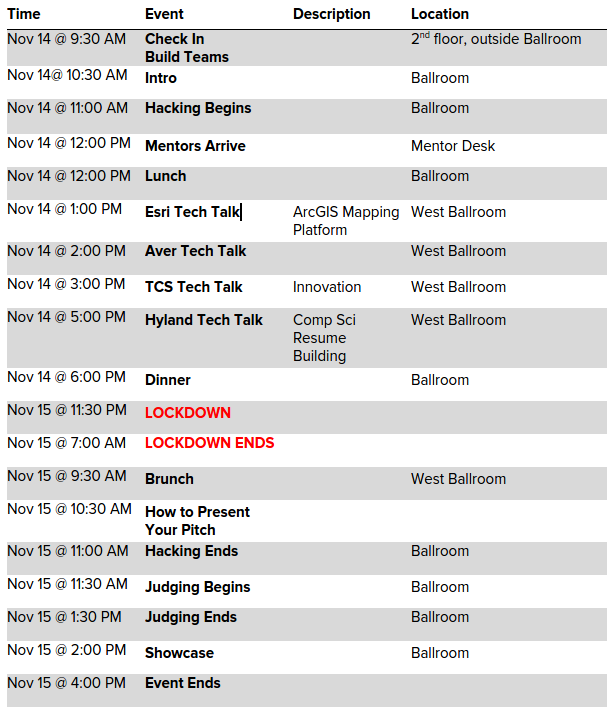 Time Event Description Location
Nov 14 @ 9:30 AM Check In 2nd floor, outside Ballroom
Build Teams
Nov 14@ 10:30 AM Intro Ballroom
Nov 14 @ 11:00 AM Hacking Begins Ballroom
Nov 14 @ 12:00 PM Mentors Arrive Mentor Desk
Nov 14 @ 12:00 PM Lunch Ballroom
Nov 14 @ 1:00 PM Esri Tech Talk ArcGIS Mapping West Ballroom
Platform
Nov 14 @ 2:00 PM Aver Tech Talk West Ballroom
Nov 14 @ 3:00 PM TCS Tech Talk Innovation West Ballroom
Nov 14 @ 5:00 PM Hyland Tech Talk Comp Sci West Ballroom
Resume
Building
Nov 14 @ 6:00 PM Dinner Ballroom
Nov 15 @ 11:30 PM LOCKDOWN
Nov 15 @ 7:00 AM LOCKDOWN ENDS
Nov 15 @ 9:30 AM Brunch West Ballroom
Nov 15 @ 10:30 AM How to Present
Your Pitch
Nov 15 @ 11:00 AM Hacking Ends Ballroom
Nov 15 @ 11:30 AM Judging Begins Ballroom
Nov 15 @ 1:30 PM Judging Ends Ballroom
Nov 15 @ 2:00 PM Showcase Ballroom
Nov 15 @ 4:00 PM Event Ends